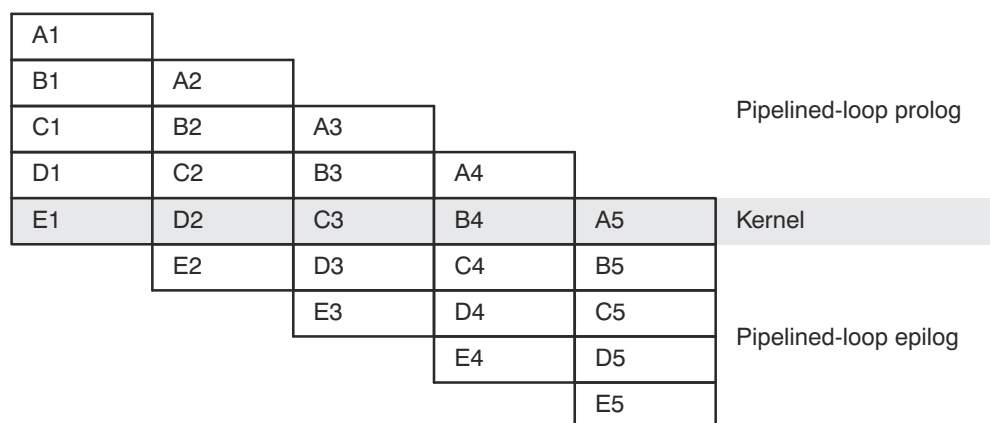 A1
B1 A2
C1 B2 A3
Pipelined-loop prolog
D1 C2 B3 A4
E1 D2 C3 B4 A5 Kernel
E2 D3 C4 B5
E3 D4 C5
Pipelined-loop epilog
E4 D5
E5